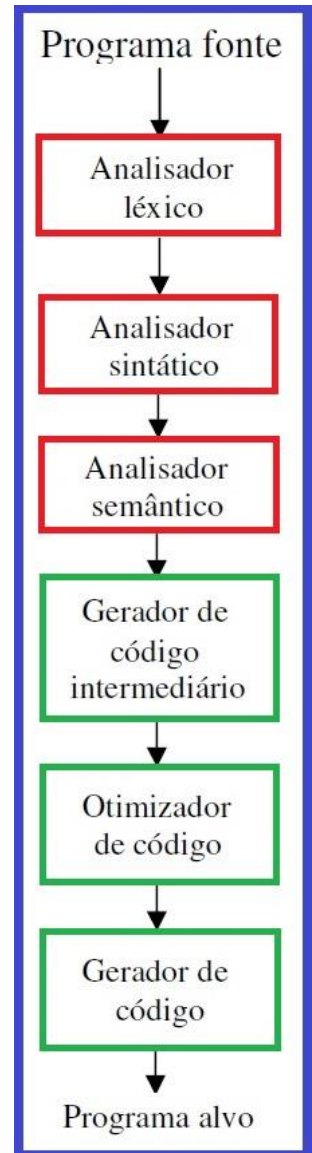 Programa fonte
Analisador
léxico
Analisador
sintático
Analisador
semântico
Gerador de
código
intermediário
Otimizador
de código
Gerador de
código
Programa alvo